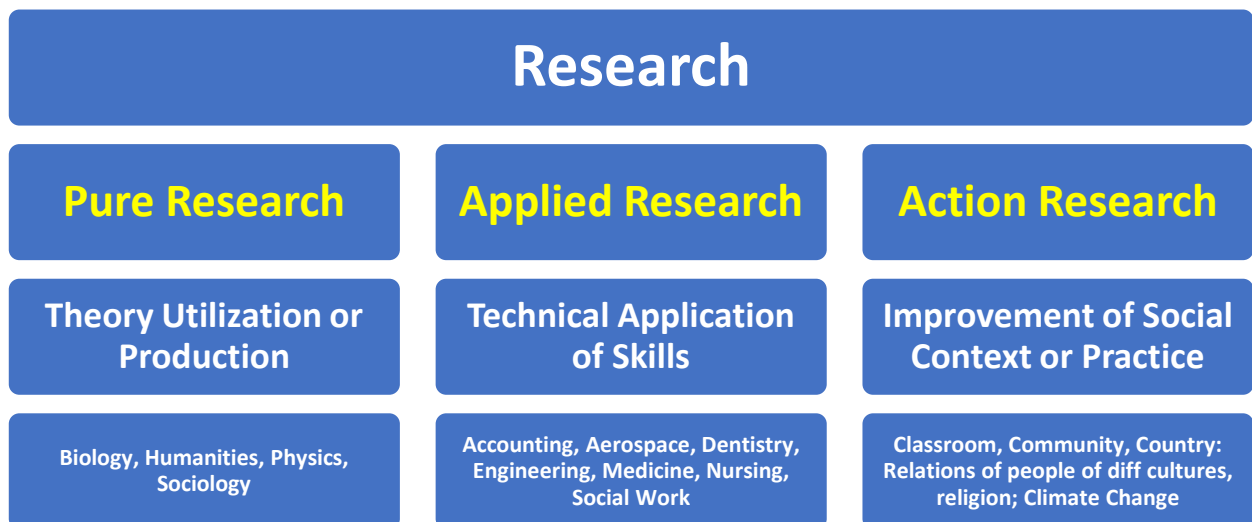 Research
Pure Research
Applied Research
Action Research
Theory Utilization or
Production
Technical Application
of Skills
Improvement of Social
Context or Practice
Biology, Humanities, Physics,
Sociology
Accounting, Aerospace, Dentistry,
Engineering, Medicine, Nursing,
Social Work
Classroom, Community, Country:
Relations of people of diff cultures,
religion; Climate Change